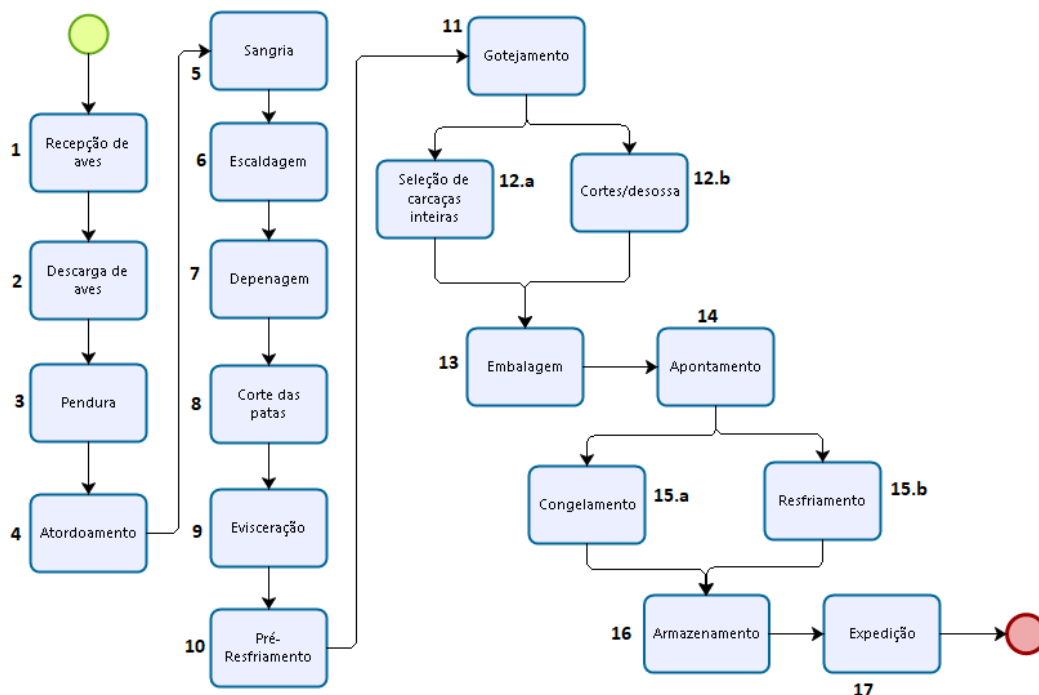 1
Recepção de
aves
2
Descarga de
aves
3
Pendura
4
Atordoamento
5
Sangria
6
Escaldagem
7
Depenagem
8
Corte das
patas
9
Evisceração
10
Pré-
Resfriamento
11
Gotejamento
12.a
Seleção de
carcaças
inteiras
12.b
Cortes/desossa
13
Embalagem
14
Apontamento
15.a
Congelamento
15.b
Resfriamento
16
Armazenamento
17
Expedição